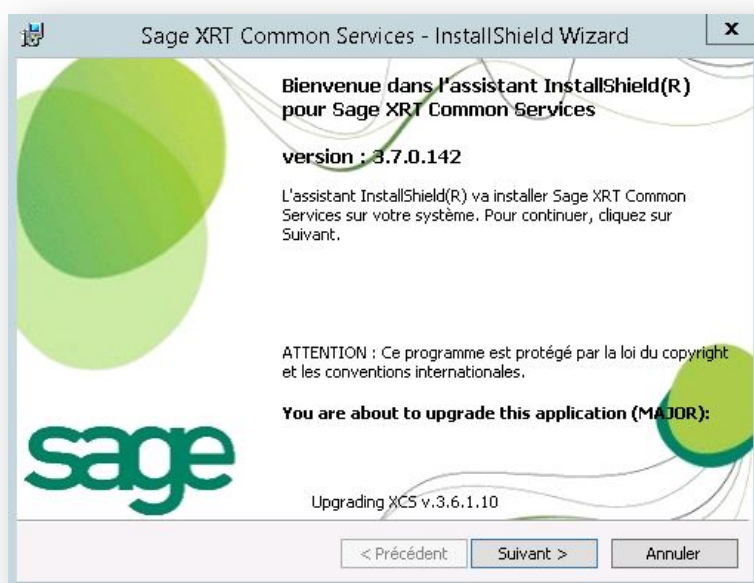 Sage XRT Common Services - InstallShield Wizard
x
Bienvenue dans l'assistant InstallShield(R)
pour Sage XRT Common Services
version : 3.7.0.142
L'assistant InstallShield(R) va installer Sage XRT Common
Services sur votre système. Pour continuer, cliquez sur
Suivant.
ATTENTION : Ce programme est protégé par la loi du copyright
et les conventions internationales.
You are about to upgrade this application (MAJOR):
sage
Upgrading XCS v.3.6.1.10
< Précédent
Suivant >
Annuler